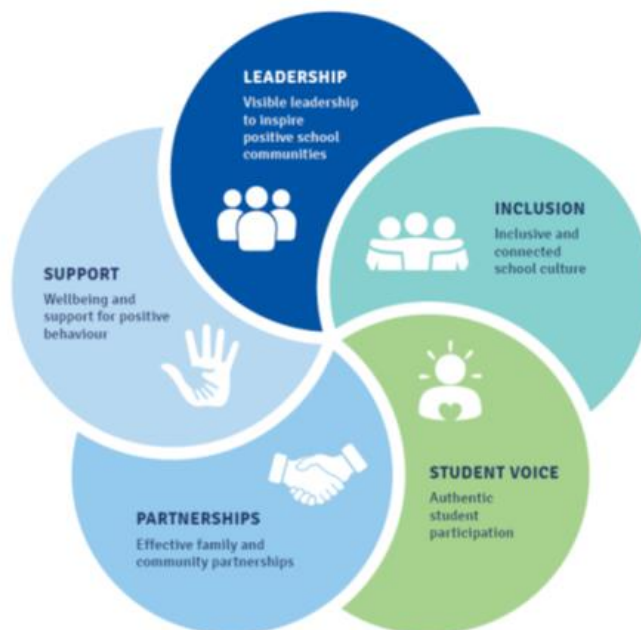 LEADERSHIP
Visible leadership
to inspire
positive school
communities
INCLUSION
Inclusive and
connected
school culture
STUDENT VOICE
Authentic
student
participation
PARTNERSHIPS
Effective family and
community partnerships
SUPPORT
Wellbeing and
support for positive
behaviour